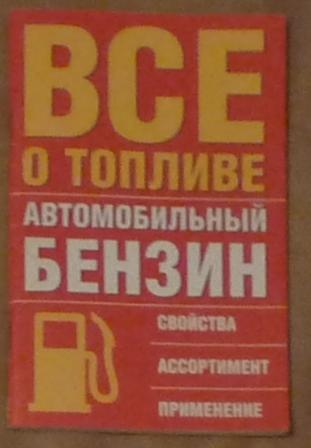 ВСЕ
О ТОПЛИВЕ
АВТОМОБИЛЬНЫЙ
БЕНЗИН
СВОЙСТВА
АССОРТИМЕНТ
ПРИМЕНЕНИЕ